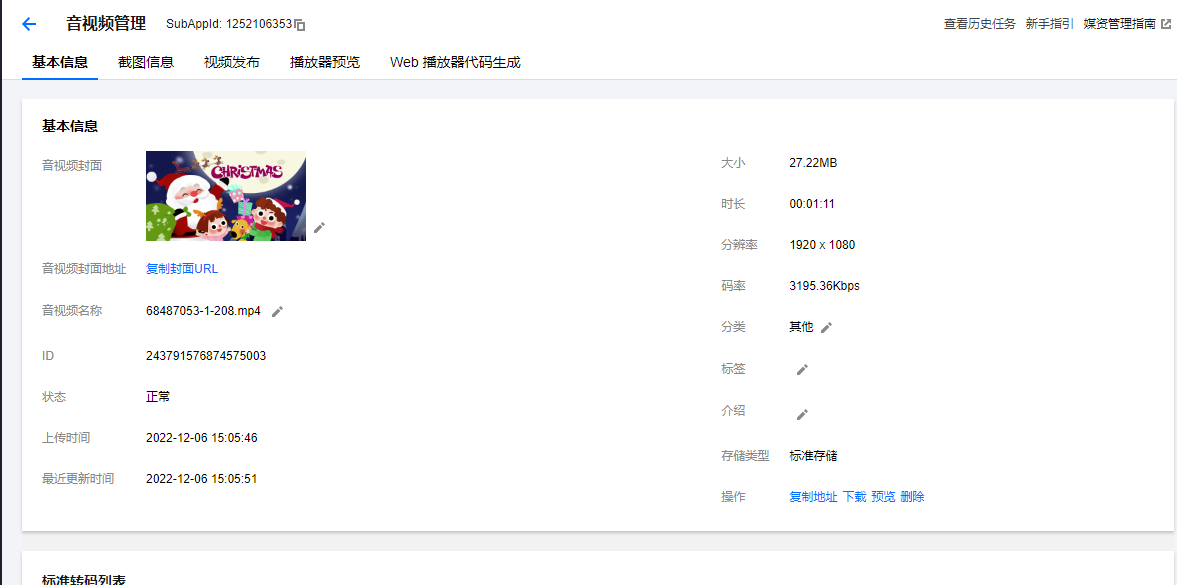 音视频管理 SubAppId: 1252106353 查看历史任务 新手指引 媒资管理指南
基本信息 截图信息 视频发布 播放器预览 Web 播放器代码生成
基本信息
音视频封面
CHRISTMAS
音视频封面地址 复制封面URL
音视频名称 68487053-1-208.mp4
ID 243791576874575003
状态 正常
上传时间 2022-12-06 15:05:46
最近更新时间 2022-12-06 15:05:51
大小 27.22MB
时长 00:01:11
分辨率 1920 x 1080
码率 3195.36Kbps
分类 其他
标签
介绍
存储类型 标准存储
操作 复制地址 下载 预览 删除
标准转码列表